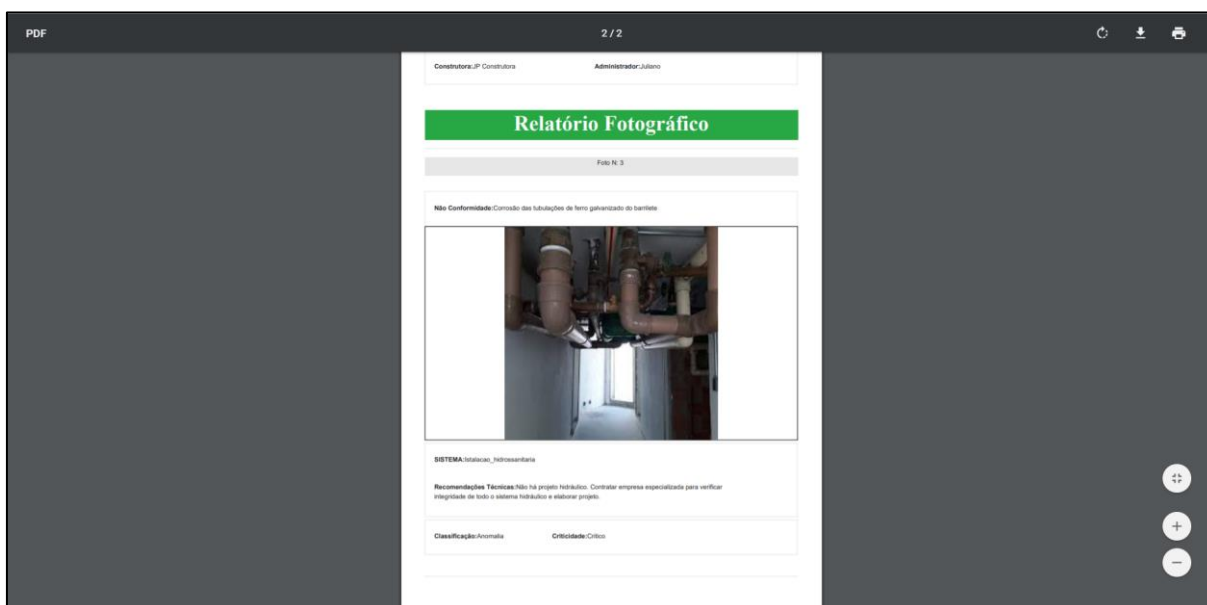 PDF
2 / 2
Construtora:JP Construtora Administrador:Juliano
Relatório Fotográfico
Foto N: 3
Não Conformidade:Corrosão das tubulações de ferro galvanizado do barrilete
SISTEMA:Istalacao_hidrossanitaria
Recomendações Técnicas:Não há projeto hidráulico. Contratar empresa especializada para verificar
integridade de todo o sistema hidráulico e elaborar projeto.
Classificação:Anomalia Criticidade:Crítico